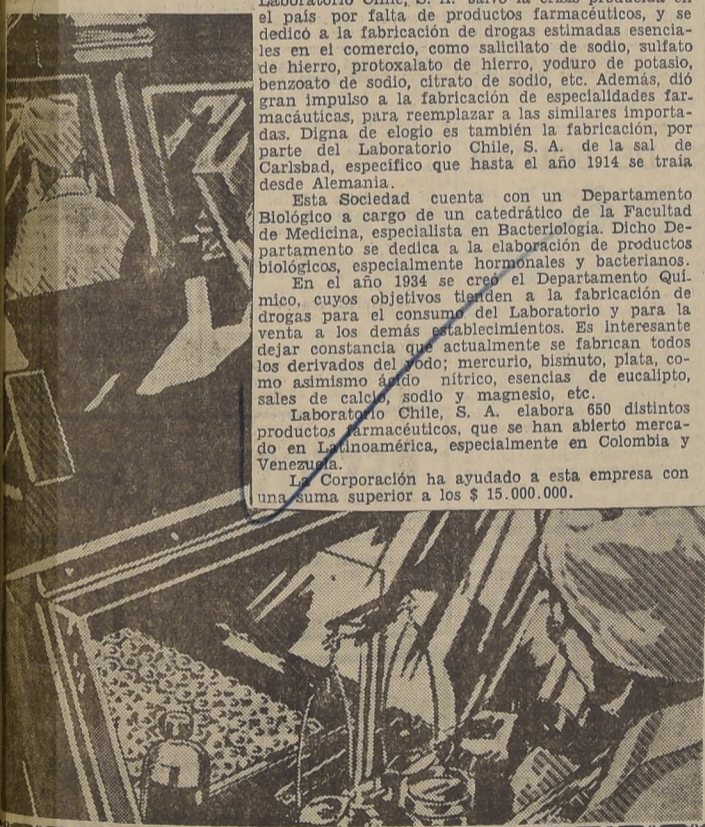 Laboratorio Chile, S. A. salvó la crisis producida en
el país por falta de productos farmacéuticos, y se
dedicó a la fabricación de drogas estimadas esencia-
les en el comercio, como salicilato de sodio, sulfato
de hierro, protoxalato de hierro, yoduro de potasio,
benzoato de sodio, citrato de sodio, etc. Además, dió
gran impulso a la fabricación de especialidades far-
macáuticas, para reemplazar a las similares importa-
das. Digna de elogio es también la fabricación, por
parte del Laboratorio Chile, S. A. de la sal de
Carlsbad, específico que hasta el año 1914 se traía
desde Alemania.
Esta Sociedad cuenta con un Departamento
Biológico a cargo de un catedrático de la Facultad
de Medicina, especialista en Bacteriología. Dicho De-
partamento se dedica a la elaboración de productos
biológicos, especialmente hormonales y bacterianos.
En el año 1934 se creó el Departamento Quí-
mico, cuyos objetivos tienden a la fabricación de
drogas para el consumo del Laboratorio y para la
venta a los demás establecimientos. Es interesante
dejar constancia que actualmente se fabrican todos
los derivados del yodo; mercurio, bismuto, plata, co-
mo asimismo ácido nítrico, esencias de eucalipto,
sales de calcio, sodio y magnesio, etc.
Laboratorio Chile, S. A. elabora 650 distintos
productos farmacéuticos, que se han abierto merca-
do en Latinoamérica, especialmente en Colombia y
Venezuela.
La Corporación ha ayudado a esta empresa con
una suma superior a los $ 15.000.000.